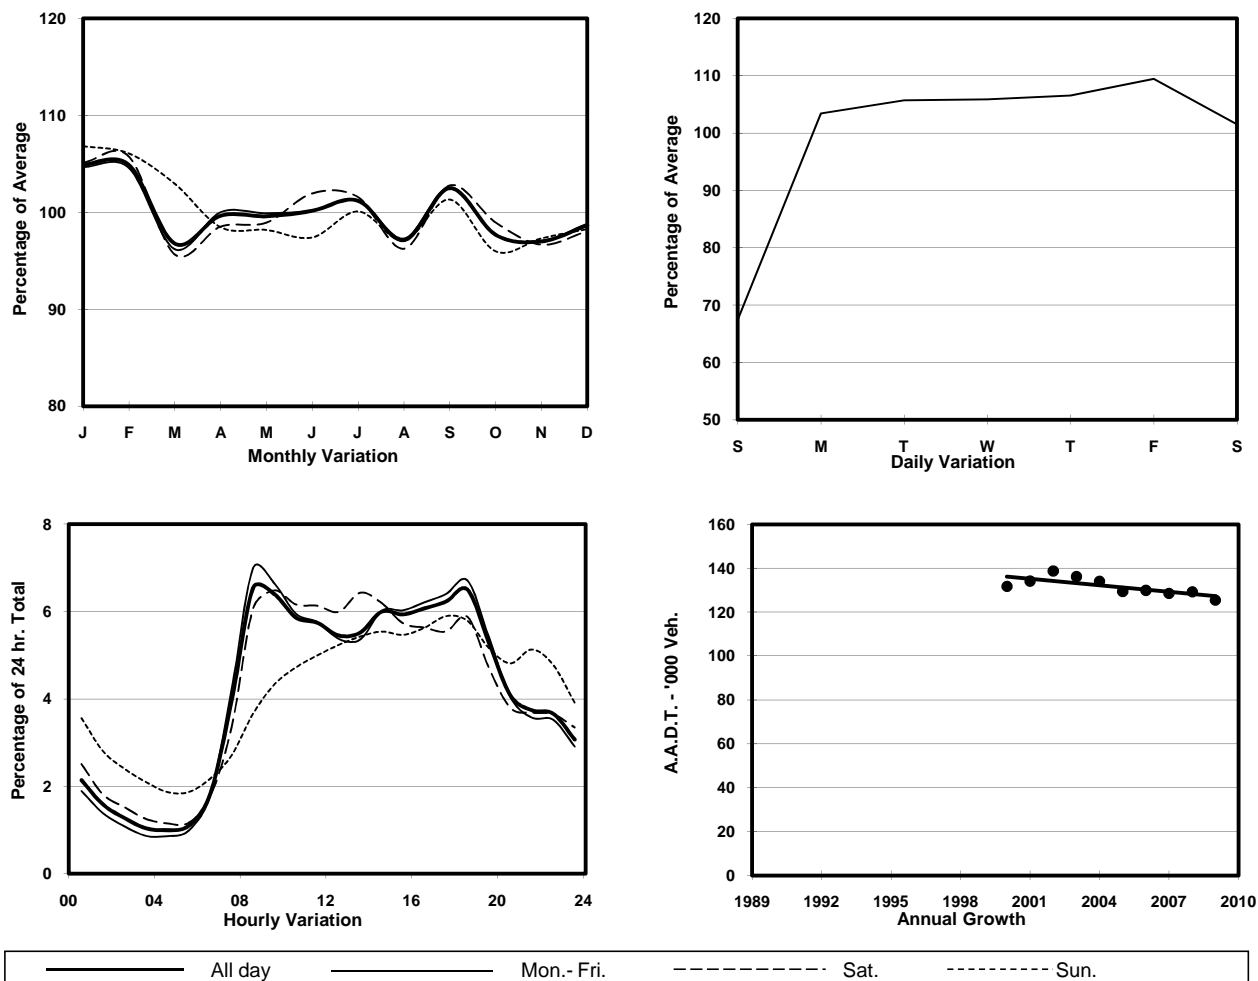 120
110
100
90
80
Percentage of Average
J F M A M J J A S O N D
Monthly Variation
120
110
100
90
80
70
60
50
Percentage of Average
S M T W T F S
Daily Variation
8
6
4
2
0
Percentage of 24 hr. Total
00 04 08 12 16 20 24
Hourly Variation
160
140
120
100
80
60
40
20
0
A.A.D.T. - '000 Veh.
1989 1992 1995 1998 2001 2004 2007 2010
Annual Growth
All day Mon.- Fri. Sat. Sun.